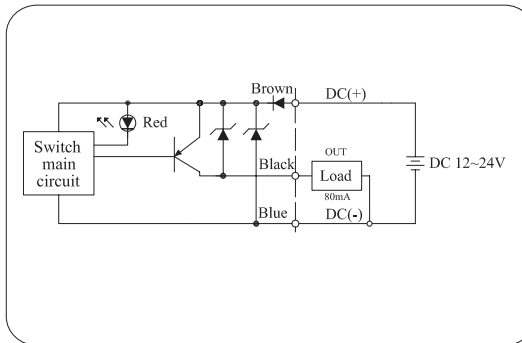 Brown
DC(+)
Red
Switch
main
circuit
OUT
Black
Load
DC 12~24V
80mA
Blue
DC(-)